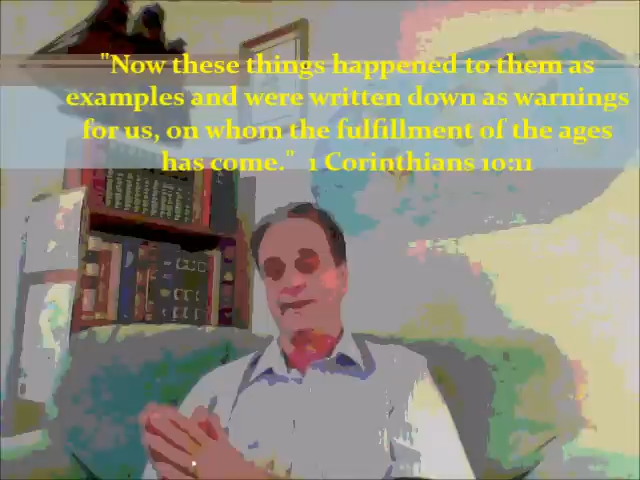 "Now these things happened to them as
examples and were written down as warnings
for us, on whom the fulfillment of the ages
has come." 1 Corinthians 10:11